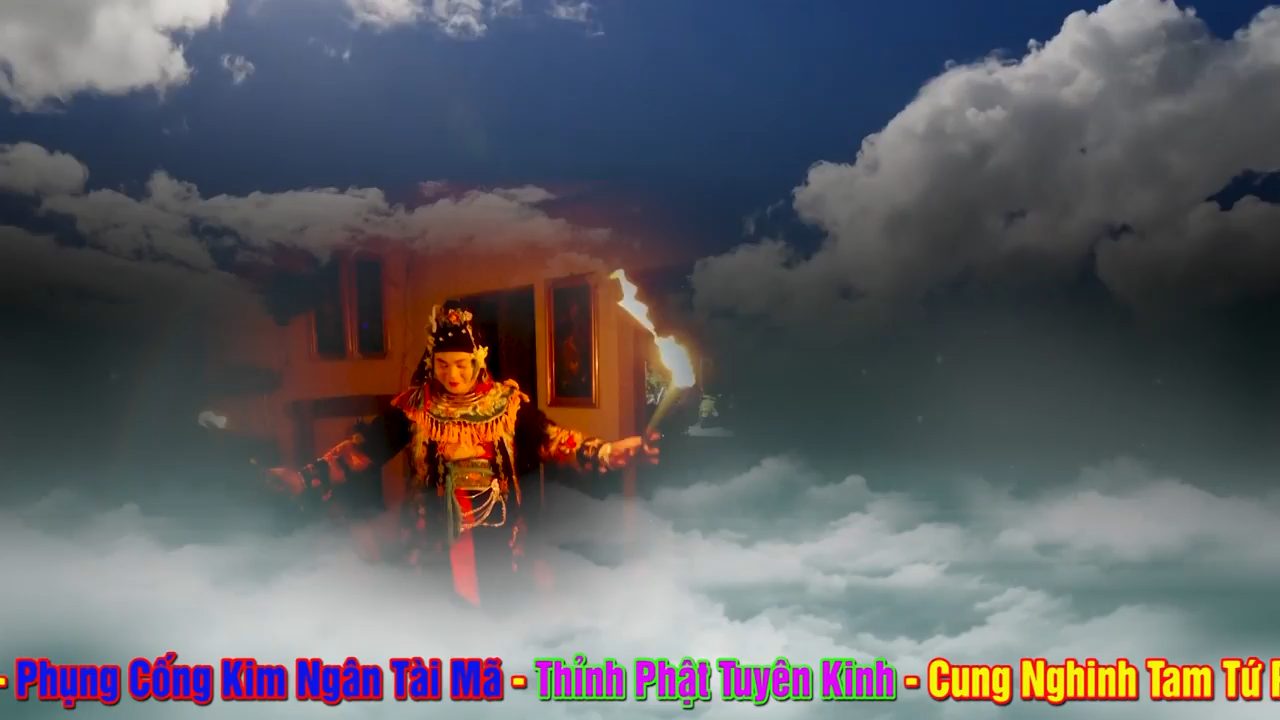 - Phụng Cống Kim Ngân Tài Mã - Thỉnh Phật Tuyên Kinh - Cung Nghinh Tam Tứ